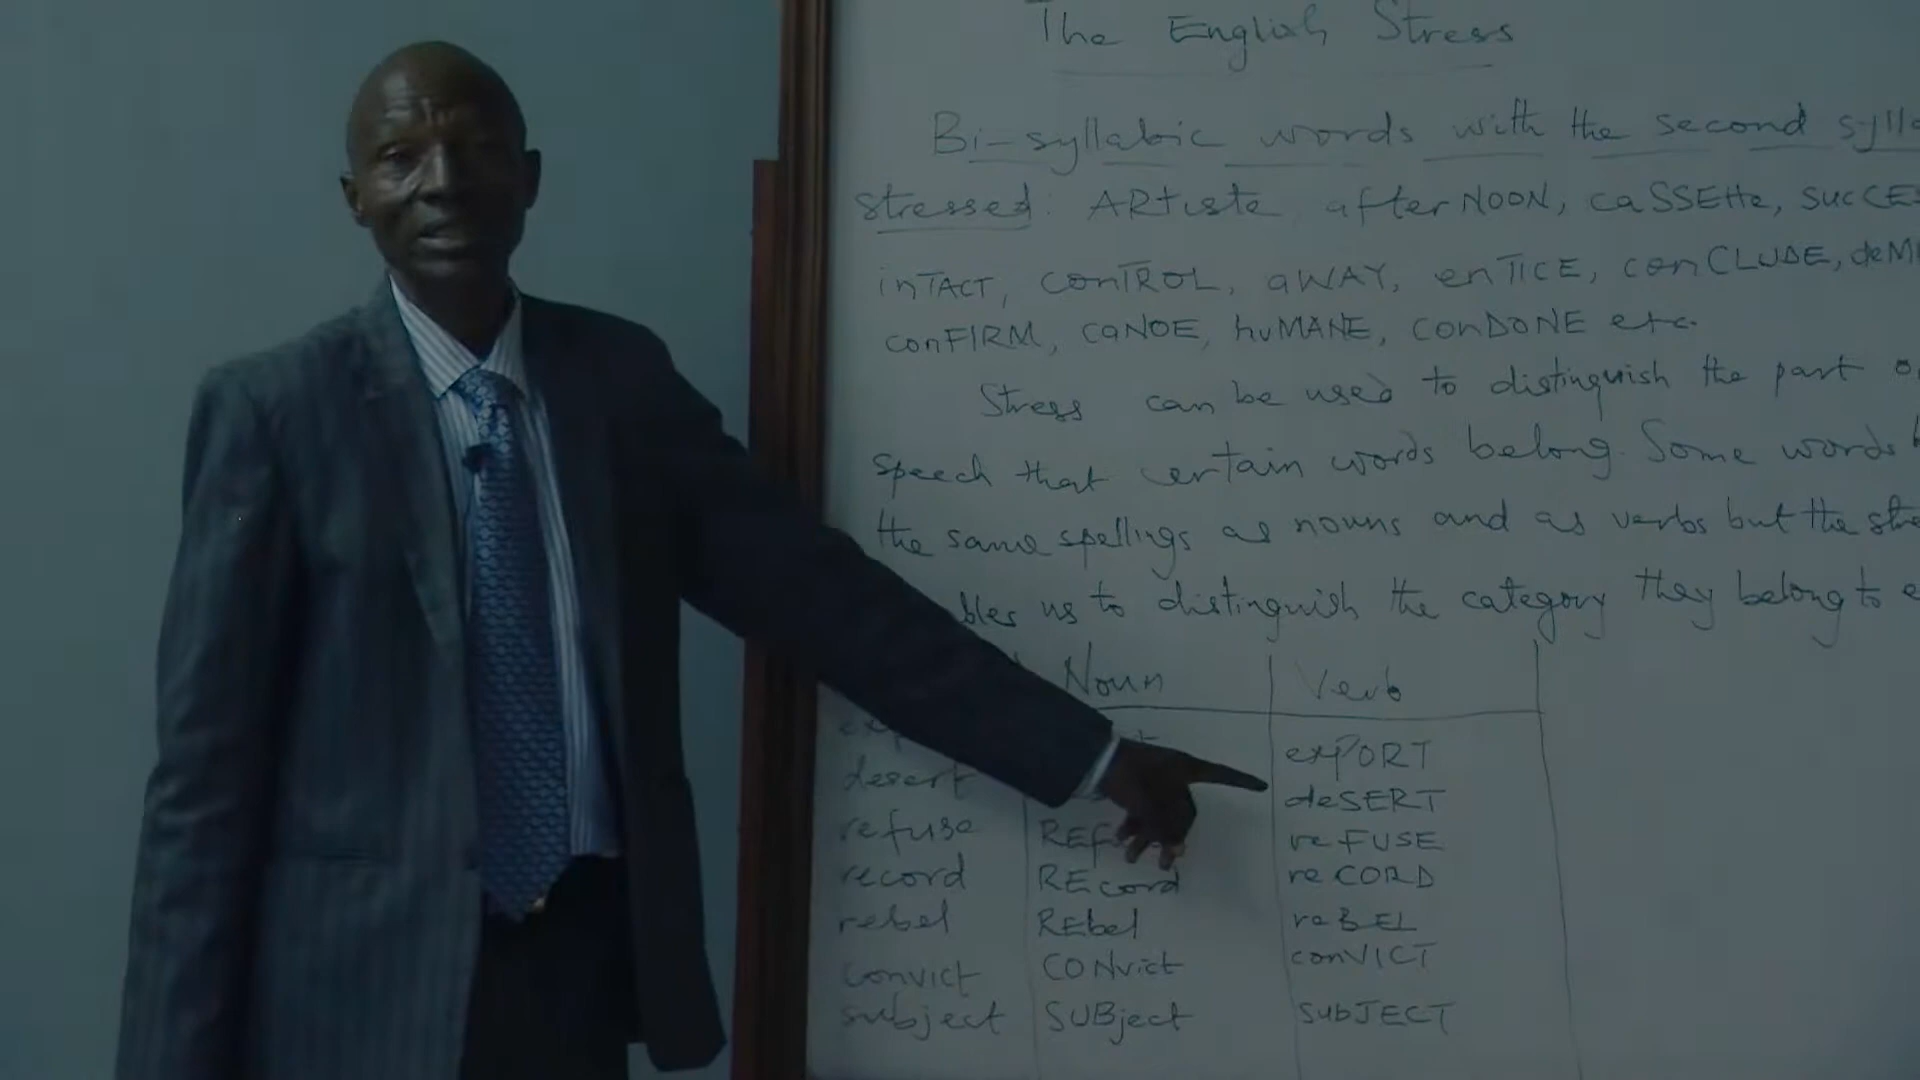 The English Stress
Bi-syllabic words with the second sylla
stressed: ARtiste, afterNOON, caSSEtte, sucCES
inTACT, conTROL, aWAY, enTICE, conCLUDE, deMI
conFIRM, caNOE, huMANE, conDONE etc.
Stress can be used to distinguish the part o
speech that certain words belong. Some words h
the same spellings as nouns and as verbs but the stre
bles us to distinguish the category they belong to e
Noun Verb
exPORT
desert deSERT
refuse REf reFUSE
record REcord reCORD
rebel REbel reBEL
convict CONvict conVICT
subject SUBject subJECT